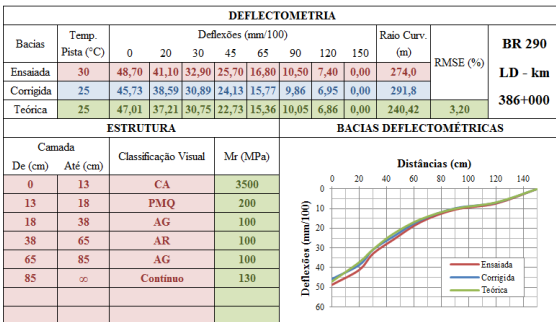 DEFLECTOMETRIA
Bacias Temp. Pista (°C) Deflexões (mm/100) Raio Curv. (m) RMSE (%) BR 290 LD - km 386+000
0 20 30 45 65 90 120 150
Ensaiada 30 48,70 41,10 32,90 25,70 16,80 10,50 7,40 0,00 274,0
Corrigida 25 45,73 38,59 30,89 24,13 15,77 9,86 6,95 0,00 291,8
Teórica 25 47,01 37,21 30,75 22,73 15,36 10,05 6,86 0,00 240,42 3,20
ESTRUTURA
Camada Classificação Visual Mr (MPa)
De (cm) Até (cm)
0 13 CA 3500
13 18 PMQ 200
18 38 AG 100
38 65 AR 100
65 85 AG 100
85 ∞ Contínuo 130
BACIAS DEFLECTOMÉTRICAS
Distâncias (cm)
0 20 40 60 80 100 120 140
Deflexões (mm/100)
0
10
20
30
40
50
60
Ensaiada
Corrigida
Teórica